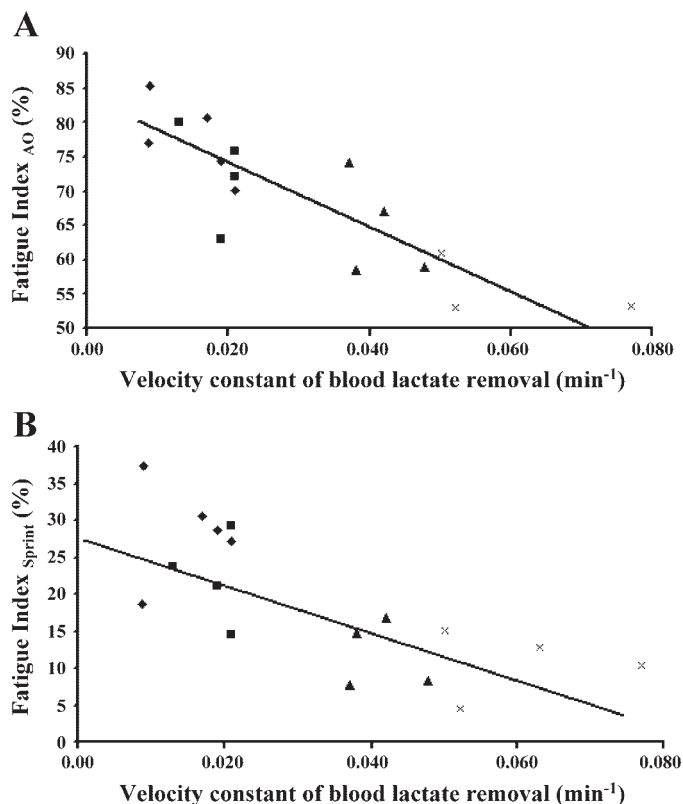 A
Fatigue Index AO (%)
90
85
80
75
70
65
60
55
50
0.00 0.020 0.040 0.060 0.080
Velocity constant of blood lactate removal (min-1)
B
Fatigue Index Sprint (%)
40
35
30
25
20
15
10
5
0
0.00 0.020 0.040 0.060 0.080
Velocity constant of blood lactate removal (min-1)